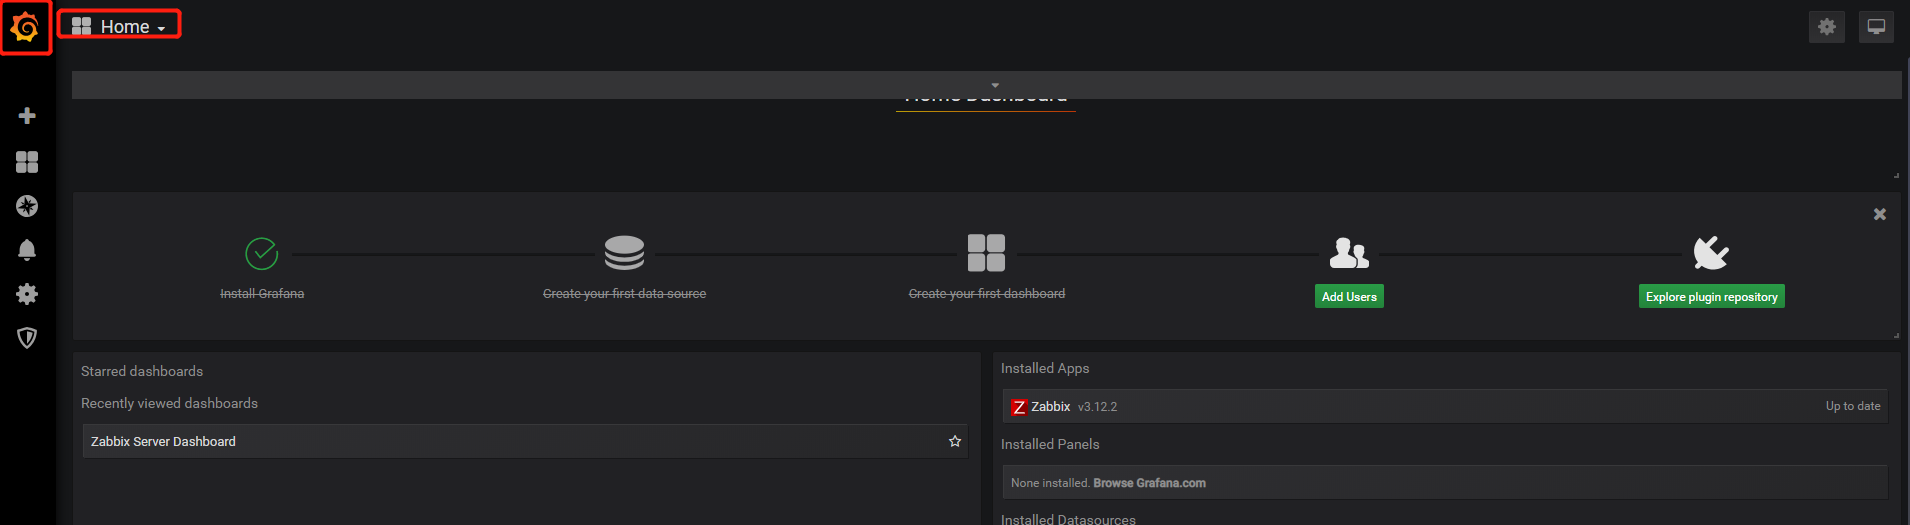 Home
Home Dashboard
Install Grafana
Create your first data source
Create your first dashboard
Add Users
Explore plugin repository
Starred dashboards
Recently viewed dashboards
Zabbix Server Dashboard
Installed Apps
Z Zabbix v3.12.2 Up to date
Installed Panels
None installed. Browse Grafana.com
Installed Datasources